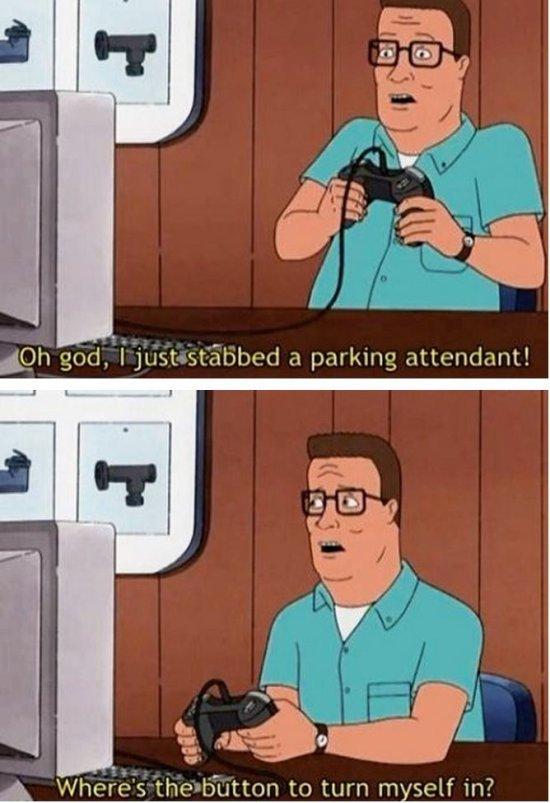 Oh god, I just stabbed a parking attendant!
Where's the button to turn myself in?